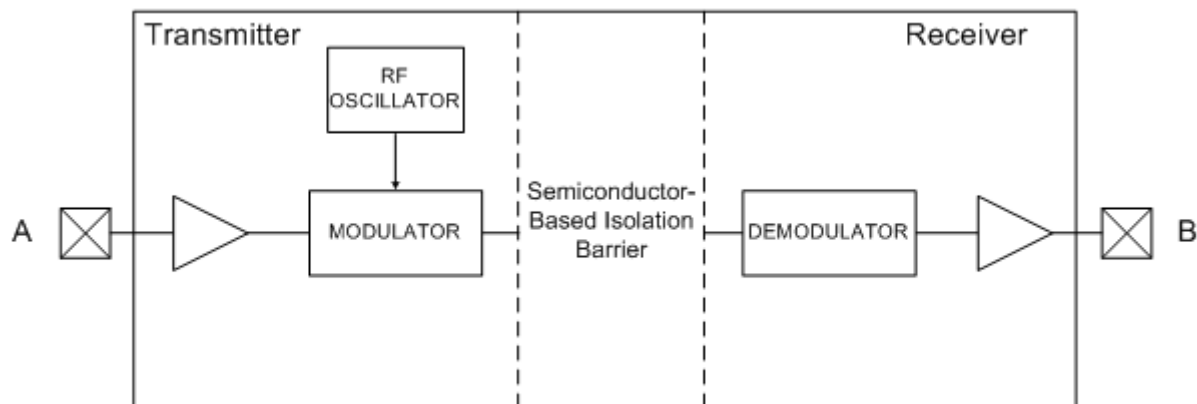 Transmitter
Receiver
RF
OSCILLATOR
A
MODULATOR
Semiconductor-
Based Isolation
Barrier
DEMODULATOR
B